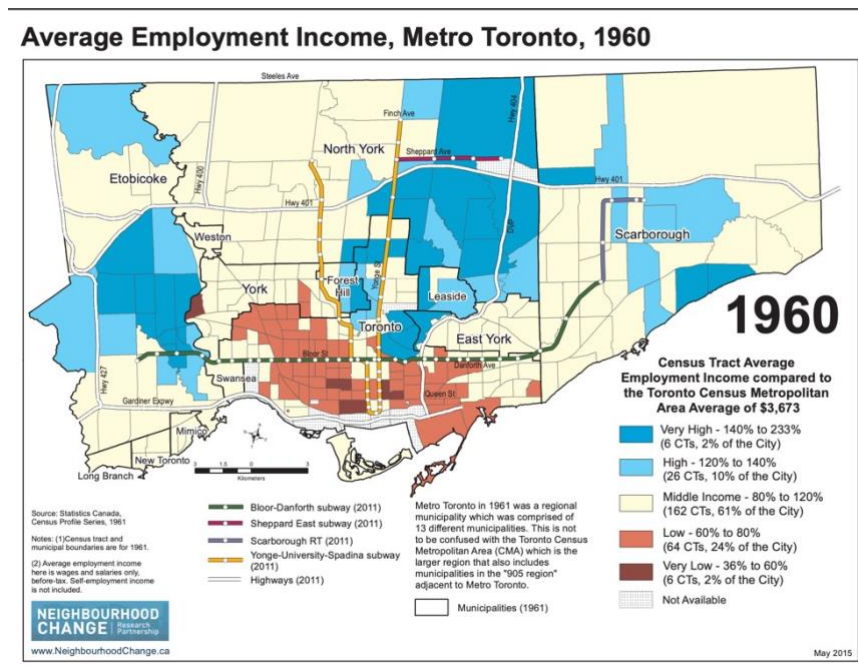 Average Employment Income, Metro Toronto, 1960
Steeles Ave
Finch Ave
Hwy 404
North York
Sheppard Ave
Etobicoke
Hwy 400
Hwy 401
Hwy 401
Weston
DVP
Scarborough
York
Forest
Hill
Yonge St
Leaside
Toronto
East York
1960
Bloor St
Danforth Ave
Hwy 427
Swansea
Queen St
Gardiner Expwy
Mimico
New Toronto
Long Branch
3 1.5 0 3
Kilometers
Census Tract Average
Employment Income compared to
the Toronto Census Metropolitan
Area Average of $3,673
Very High - 140% to 233%
(6 CTs, 2% of the City)
High - 120% to 140%
(26 CTs, 10% of the City)
Middle Income - 80% to 120%
(162 CTs, 61% of the City)
Low - 60% to 80%
(64 CTs, 24% of the City)
Very Low - 36% to 60%
(6 CTs, 2% of the City)
Not Available
Source: Statistics Canada,
Census Profile Series, 1961
Notes: (1)Census tract and
municipal boundaries are for 1961.
(2) Average employment income
here is wages and salaries only,
before-tax. Self-employment income
is not included.
Bloor-Danforth subway (2011)
Sheppard East subway (2011)
Scarborough RT (2011)
Yonge-University-Spadina subway
(2011)
Highways (2011)
Metro Toronto in 1961 was a regional
municipality which was comprised of
13 different municipalities. This is not
to be confused with the Toronto Census
Metropolitan Area (CMA) which is the
larger region that also includes
municipalities in the "905 region"
adjacent to Metro Toronto.
Municipalities (1961)
NEIGHBOURHOOD
CHANGE Research
Partnership
www.NeighbourhoodChange.ca
May 2015